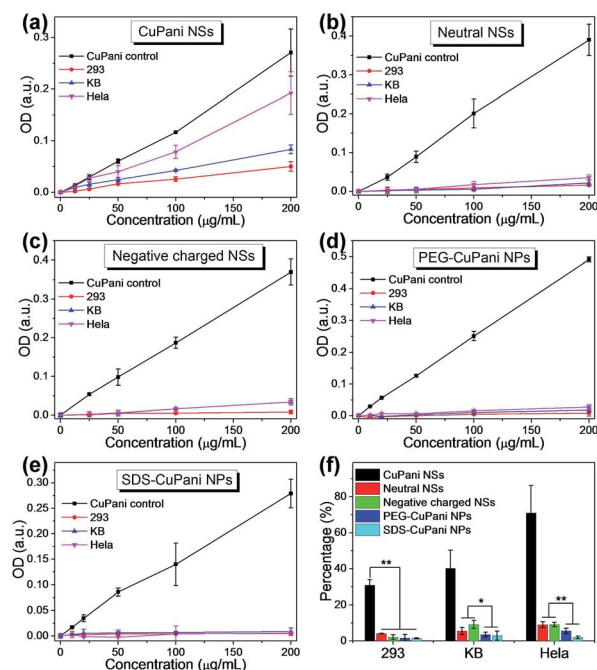 (a)
CuPani NSs
CuPani control
293
KB
Hela
OD (a.u.)
0.3
0.2
0.1
0.0
0 50 100 150 200
Concentration (μg/mL)
(b)
Neutral NSs
CuPani control
293
KB
Hela
OD (a.u.)
0.4
0.3
0.2
0.1
0.0
0 50 100 150 200
Concentration (μg/mL)
(c)
Negative charged NSs
CuPani control
293
KB
Hela
OD (a.u.)
0.4
0.3
0.2
0.1
0.0
0 50 100 150 200
Concentration (μg/mL)
(d)
PEG-CuPani NPs
CuPani control
293
KB
Hela
OD (a.u.)
0.5
0.4
0.3
0.2
0.1
0.0
0 50 100 150 200
Concentration (μg/mL)
(e)
SDS-CuPani NPs
CuPani control
293
KB
Hela
OD (a.u.)
0.30
0.25
0.20
0.15
0.10
0.05
0.00
0 50 100 150 200
Concentration (μg/mL)
(f)
CuPani NSs
Neutral NSs
Negative charged NSs
PEG-CuPani NPs
SDS-CuPani NPs
Percentage (%)
80
60
40
20
0
** * **
293 KB Hela